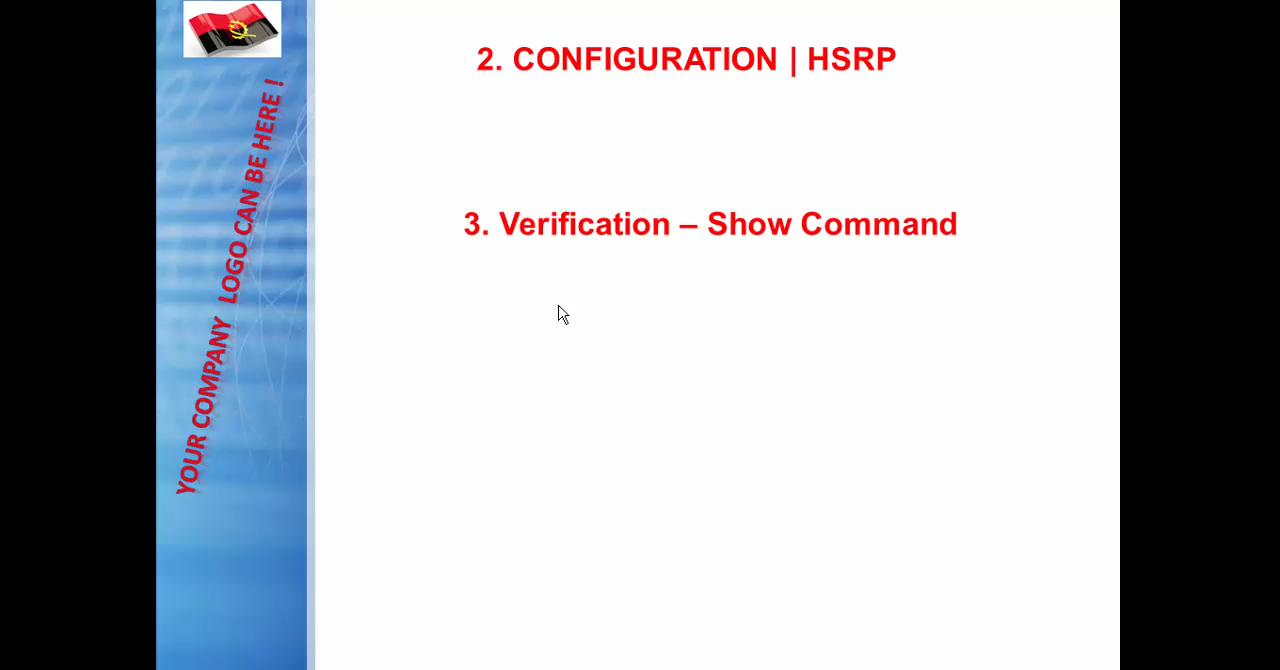 2. CONFIGURATION | HSRP
3. Verification – Show Command
YOUR COMPANY LOGO CAN BE HERE !